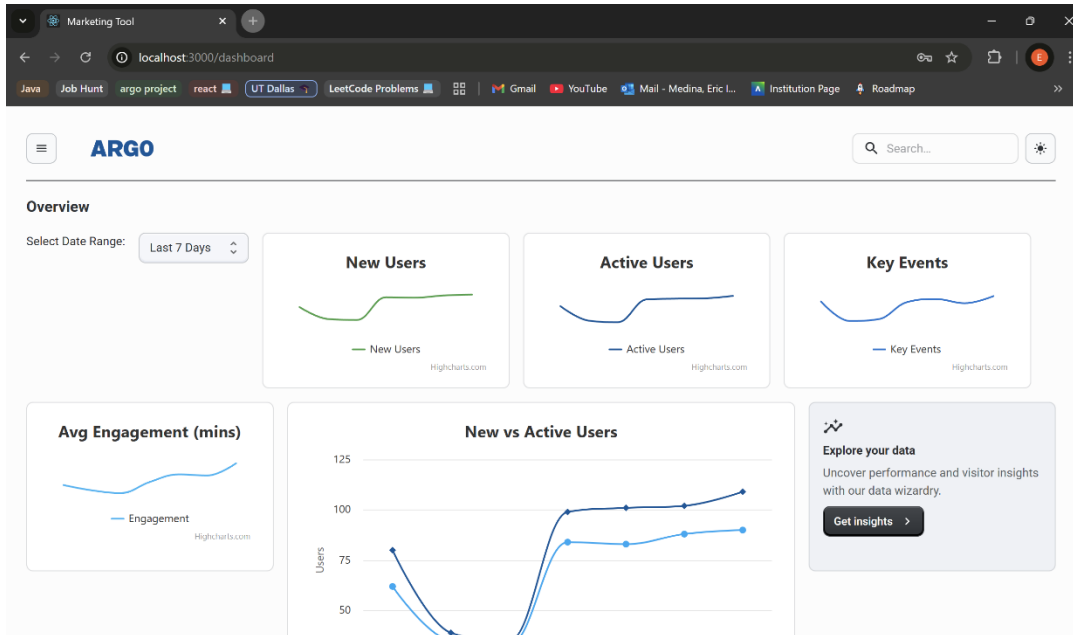 Marketing Tool
localhost:3000/dashboard
E
Java Job Hunt argo project react UT Dallas LeetCode Problems Gmail YouTube Mail - Medina, Eric I... Institution Page Roadmap
ARGO
Search...
Overview
Select Date Range:
Last 7 Days
New Users
New Users
Highcharts.com
Active Users
Active Users
Highcharts.com
Key Events
Key Events
Highcharts.com
Avg Engagement (mins)
Engagement
Highcharts.com
New vs Active Users
125
100
75
50
Users
Explore your data
Uncover performance and visitor insights
with our data wizardry.
Get insights